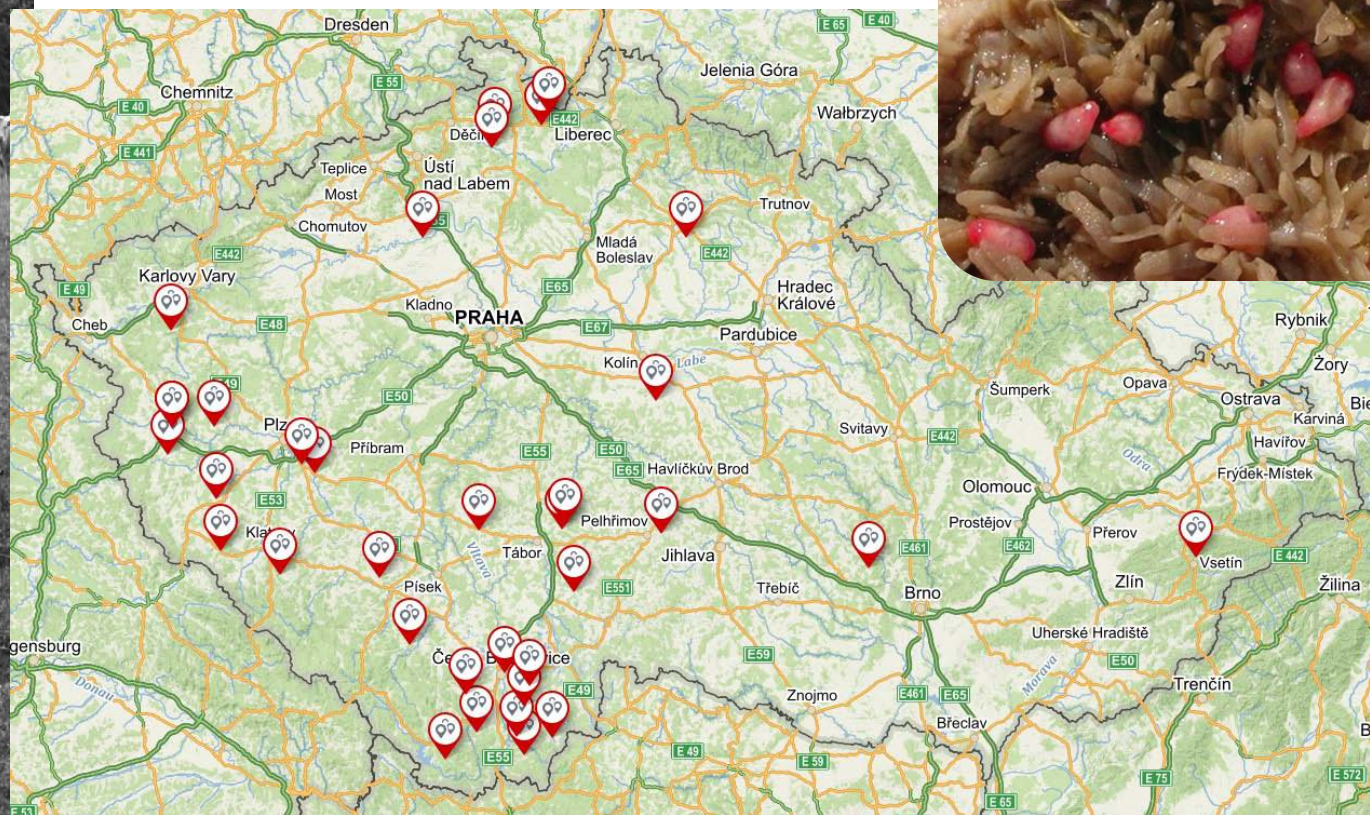 Dresden
E 65
E 40
E 55
Jelenia Góra
Chemnitz
E 40
Wałbrzych
E442
Liberec
E 441
Teplice
Ústí
nad Labem
Most
Trutnov
Chomutov
Mladá
Boleslav
E442
E442
Karlovy Vary
E 49
E65
Hradec
Králové
Kladno
PRAHA
Cheb
E48
E67
Rybnik
Pardubice
Kolín
Labe
Żory
Šumperk
Opava
E50
Ostrava
Karviná
Svitavy
E442
Havířov
Příbram
E55
E50
Odra
E65
Havlíčkův Brod
Frýdek-Místek
Olomouc
E53
Pelhřimov
Prostějov
Přerov
Tábor
Vltava
Jihlava
E461
E462
E 442
Vsetín
Písek
E551
Třebíč
Zlín
Žilina
Brno
Uherské Hradiště
gensburg
E59
E50
Donau
E49
Znojmo
E461
E65
Morava
Trenčín
Břeclav
E55
E 49
E 59
E 75
E 572
E 53
E 65